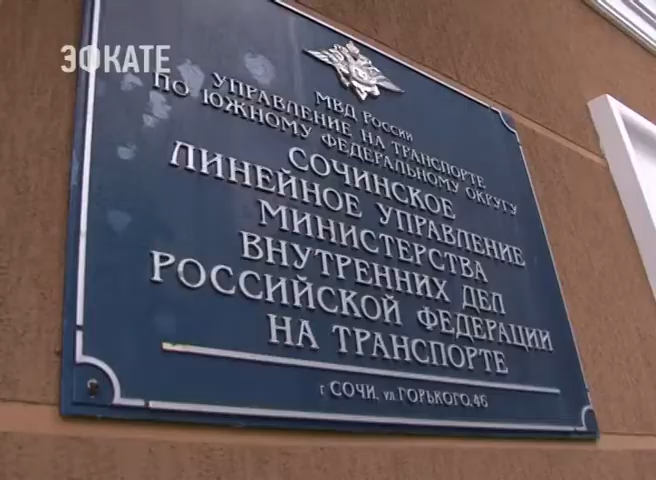 ЭФКАТЕ
МВД РОССИИ
УПРАВЛЕНИЕ НА ТРАНСПОРТЕ
ПО ЮЖНОМУ ФЕДЕРАЛЬНОМУ ОКРУГУ
СОЧИНСКОЕ
ЛИНЕЙНОЕ УПРАВЛЕНИЕ
МИНИСТЕРСТВА
ВНУТРЕННИХ ДЕЛ
РОССИЙСКОЙ ФЕДЕРАЦИИ
НА ТРАНСПОРТЕ
г СОЧИ, ул. ГОРЬКОГО, 46